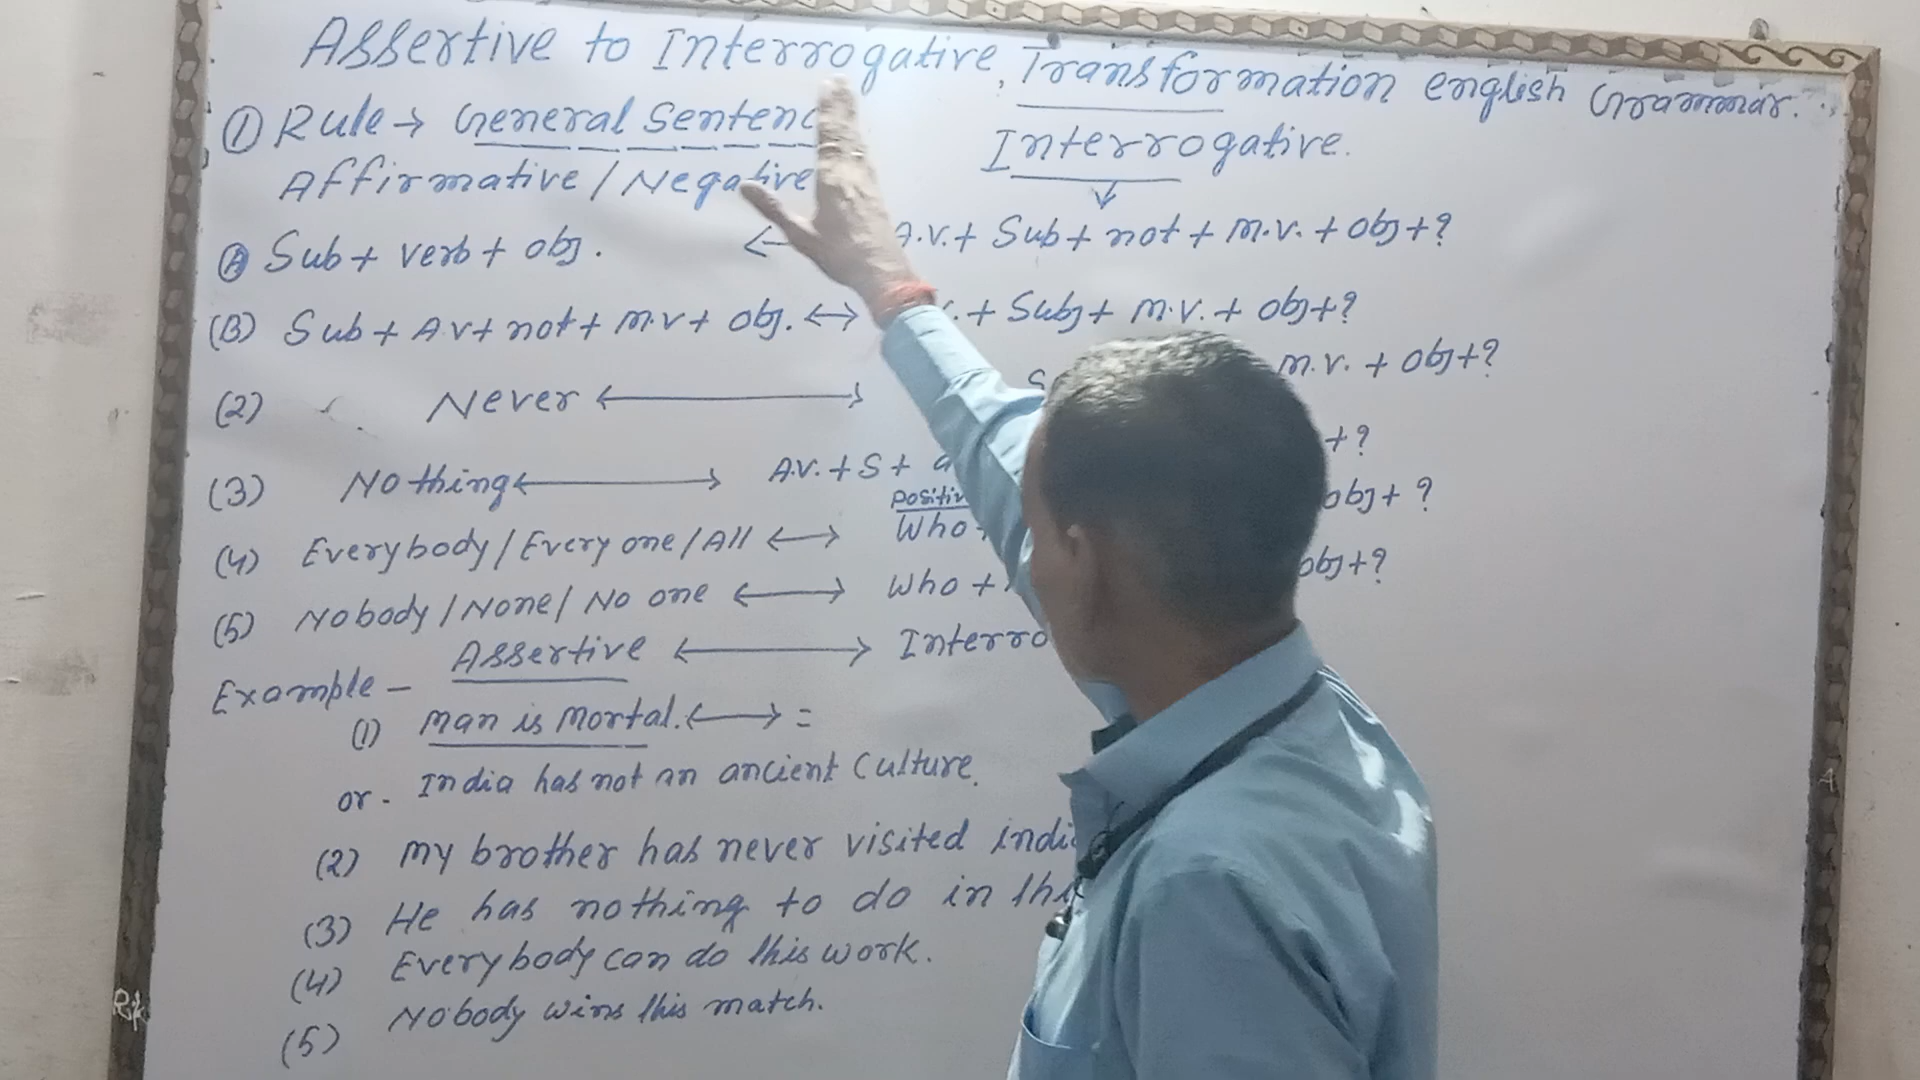 Assertive to Interrogative, Transformation english Grammar.
(1) Rule → General Sentenc
Interrogative.
Affirmative / Negative
(A) Sub + verb + obj. ← A.V. + Sub + not + m.v. + obj + ?
(B) Sub + A.V + not + m.v + obj. ↔ . + Subj + m.v. + obj + ?
(2) Never ↔ m.v. + obj + ?
(3) Nothing ↔ A.V. + S + + ?
(4) Everybody / Every one / All ↔ Who obj + ?
(5) Nobody / None / No one ↔ Who + obj + ?
Assertive ↔ Interro
Example -
(1) Man is Mortal. ↔ =
or - India has not an ancient Culture.
(2) My brother has never visited indi
(3) He has nothing to do in thi
(4) Everybody can do this work.
(5) Nobody wins this match.